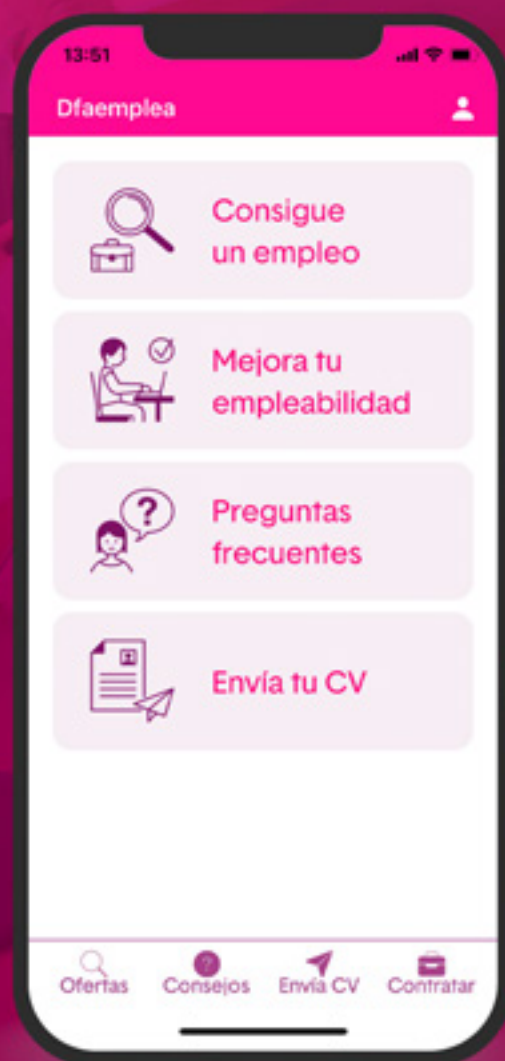 13:51
Dfaemplea
Consigue
un empleo
Mejora tu
empleabilidad
?
Preguntas
frecuentes
Envía tu CV
?
Ofertas Consejos Envía CV Contratar